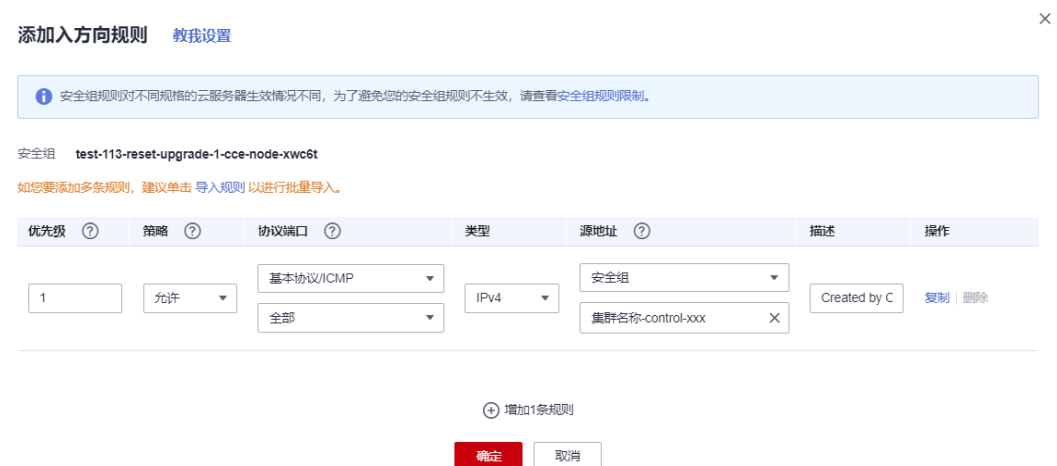 添加入方向规则 教我设置
安全组规则对不同规格的云服务器生效情况不同，为了避免您的安全组规则不生效，请查看安全组规则限制。
安全组 test-113-reset-upgrade-1-cce-node-xwc6t
如您要添加多条规则，建议单击 导入规则 以进行批量导入。
优先级 ? 策略 ? 协议端口 ? 类型 源地址 ? 描述 操作
基本协议/ICMP 安全组
1 允许 IPv4 Created by C 复制 删除
全部 集群名称-control-xxx
增加1条规则
确定 取消